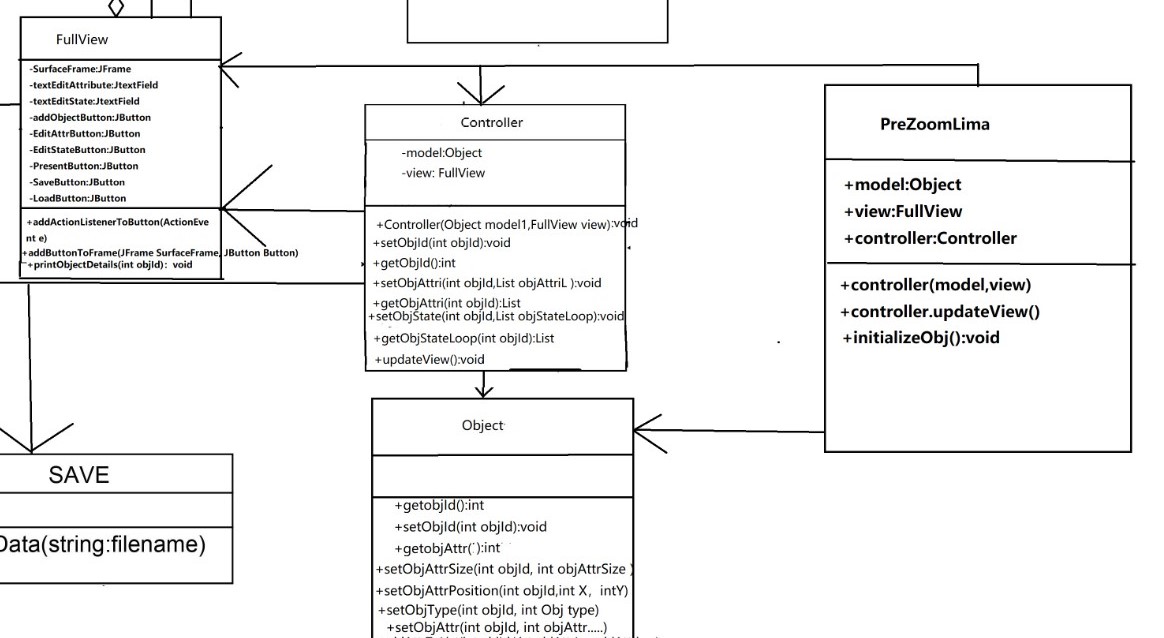 FullView
-SurfaceFrame:JFrame
-textEditAttribute:JtextField
-textEditState:JtextField
-addObjectButton:JButton
-EditAttrButton:JButton
-EditStateButton:JButton
-PresentButton:JButton
-SaveButton:JButton
-LoadButton:JButton
+addActionListenerToButton(ActionEve
nt e)
+addButtonToFrame(JFrame SurfaceFrame, JButton Button)
+printObjectDetails(int objId): void
Controller
-model:Object
-view: FullView
+Controller(Object model1,FullView view):void
+setObjId(int objId):void
+getObjId():int
+setObjAttri(int objId,List objAttriL ):void
+getObjAttri(int objId):List
+setObjState(int objId,List objStateLoop):void
+getObjStateLoop(int objId):List
+updateView():void
PreZoomLima
+model:Object
+view:FullView
+controller:Controller
+controller(model,view)
+controller.updateView()
+initializeObj():void
SAVE
Data(string:filename)
Object
+getobjId():int
+setObjId(int objId):void
+getobjAttr( ):int
+setObjAttrSize(int objId, int objAttrSize )
+setObjAttrPosition(int objId,int X, intY)
+setObjType(int objId, int Obj type)
+setObjAttr(int objId, int objAttr.....)